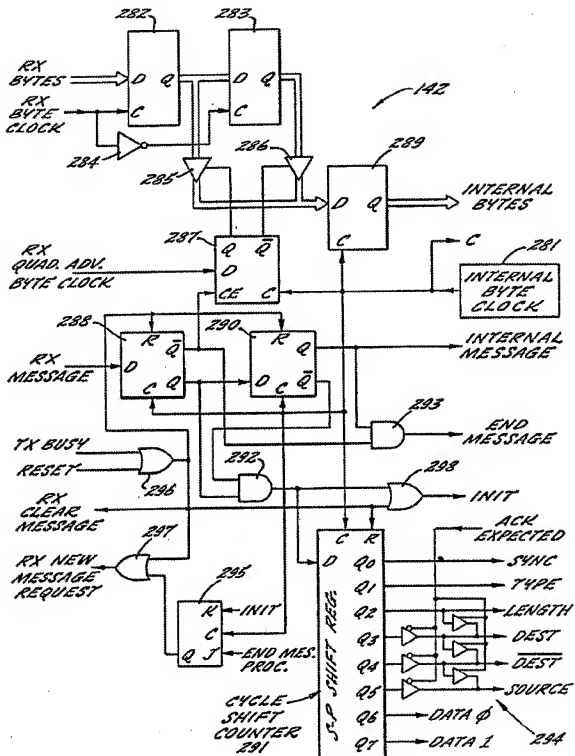 282
283
RX
BYTES
D Q
D Q
RX
BYTE
CLOCK
C
C
142
284
285
286
289
287
Q Q̄
D Q
INTERNAL
BYTES
C
C
RX
QUAD. ADV.
BYTE CLOCK
D
CE C
281
INTERNAL
BYTE
CLOCK
288
R
Q̄
290
R
Q
INTERNAL
MESSAGE
RX
MESSAGE
D
Q
C
D
Q̄
C
293
END
MESSAGE
TX BUSY
RESET
296
292
298
INIT
RX
CLEAR
MESSAGE
297
RX NEW
MESSAGE
REQUEST
295
K
INIT
C
Q J
END MES.
PROC.
C R
D
ACK
EXPECTED
S-P SHIFT REG.
Q0 SYNC
Q1 TYPE
Q2 LENGTH
Q3 DEST
Q4 D̅E̅S̅T̅
Q5 SOURCE
Q6 DATA Ø
Q7 DATA 1
294
CYCLE
SHIFT
COUNTER
291